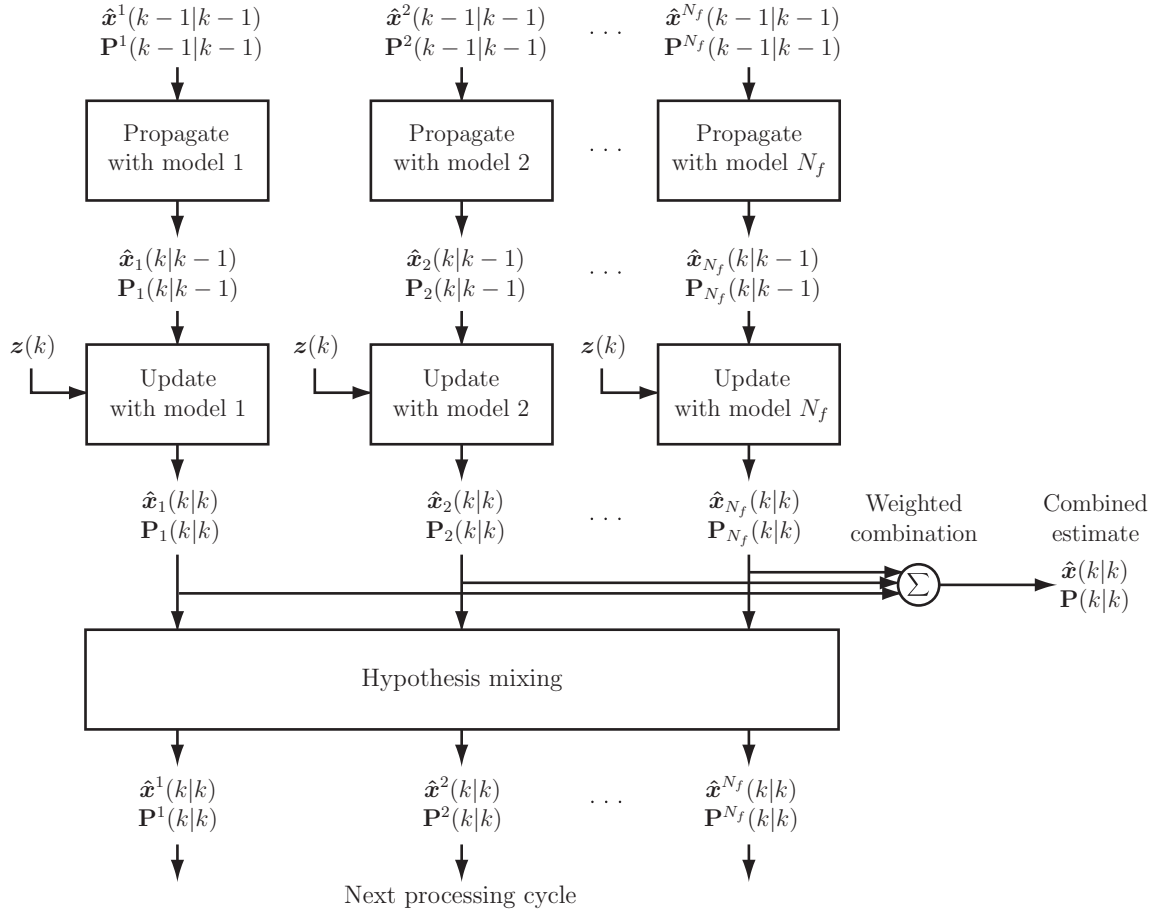 x̂¹(k−1|k−1) x̂²(k−1|k−1) . . . x̂^{N_f}(k−1|k−1)
P¹(k−1|k−1) P²(k−1|k−1) P^{N_f}(k−1|k−1)
Propagate Propagate . . . Propagate
with model 1 with model 2 with model N_f
x̂₁(k|k−1) x̂₂(k|k−1) . . . x̂_{N_f}(k|k−1)
P₁(k|k−1) P₂(k|k−1) P_{N_f}(k|k−1)
z(k) z(k) z(k)
Update Update Update
with model 1 with model 2 with model N_f
x̂₁(k|k) x̂₂(k|k) . . . x̂_{N_f}(k|k)
P₁(k|k) P₂(k|k) P_{N_f}(k|k)
Weighted
combination
Combined
estimate
∑
x̂(k|k)
P(k|k)
Hypothesis mixing
x̂¹(k|k) x̂²(k|k) . . . x̂^{N_f}(k|k)
P¹(k|k) P²(k|k) P^{N_f}(k|k)
Next processing cycle